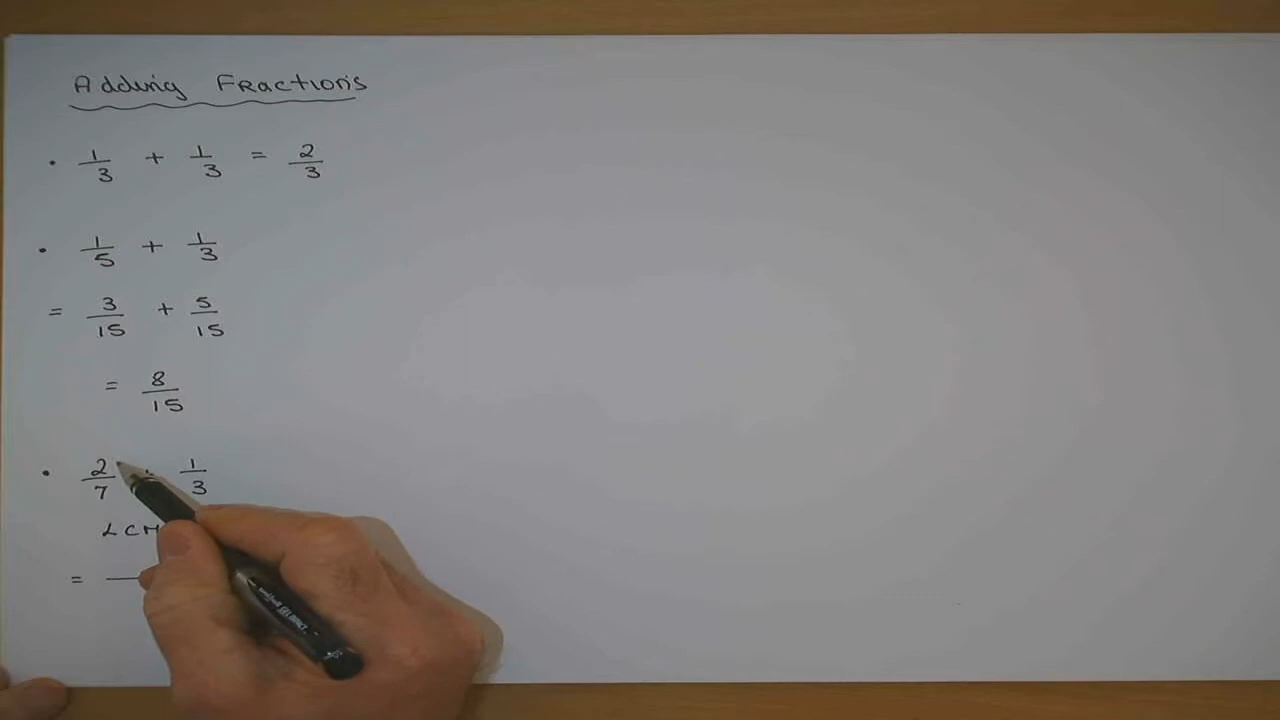 Adding Fractions
• 1/3 + 1/3 = 2/3
• 1/5 + 1/3
= 3/15 + 5/15
= 8/15
• 2/7 + 1/3
LCM
= —